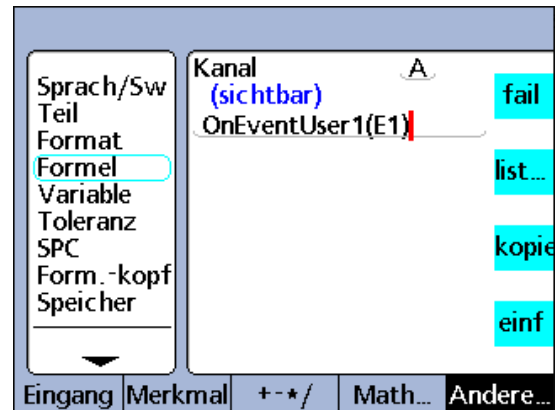 Sprach/Sw
Teil
Format
Formel
Variable
Toleranz
SPC
Form.-kopf
Speicher
Kanal A
(sichtbar)
OnEventUser1(E1)
fail
list...
kopie
einf
Eingang Merkmal +-*/ Math... Andere...